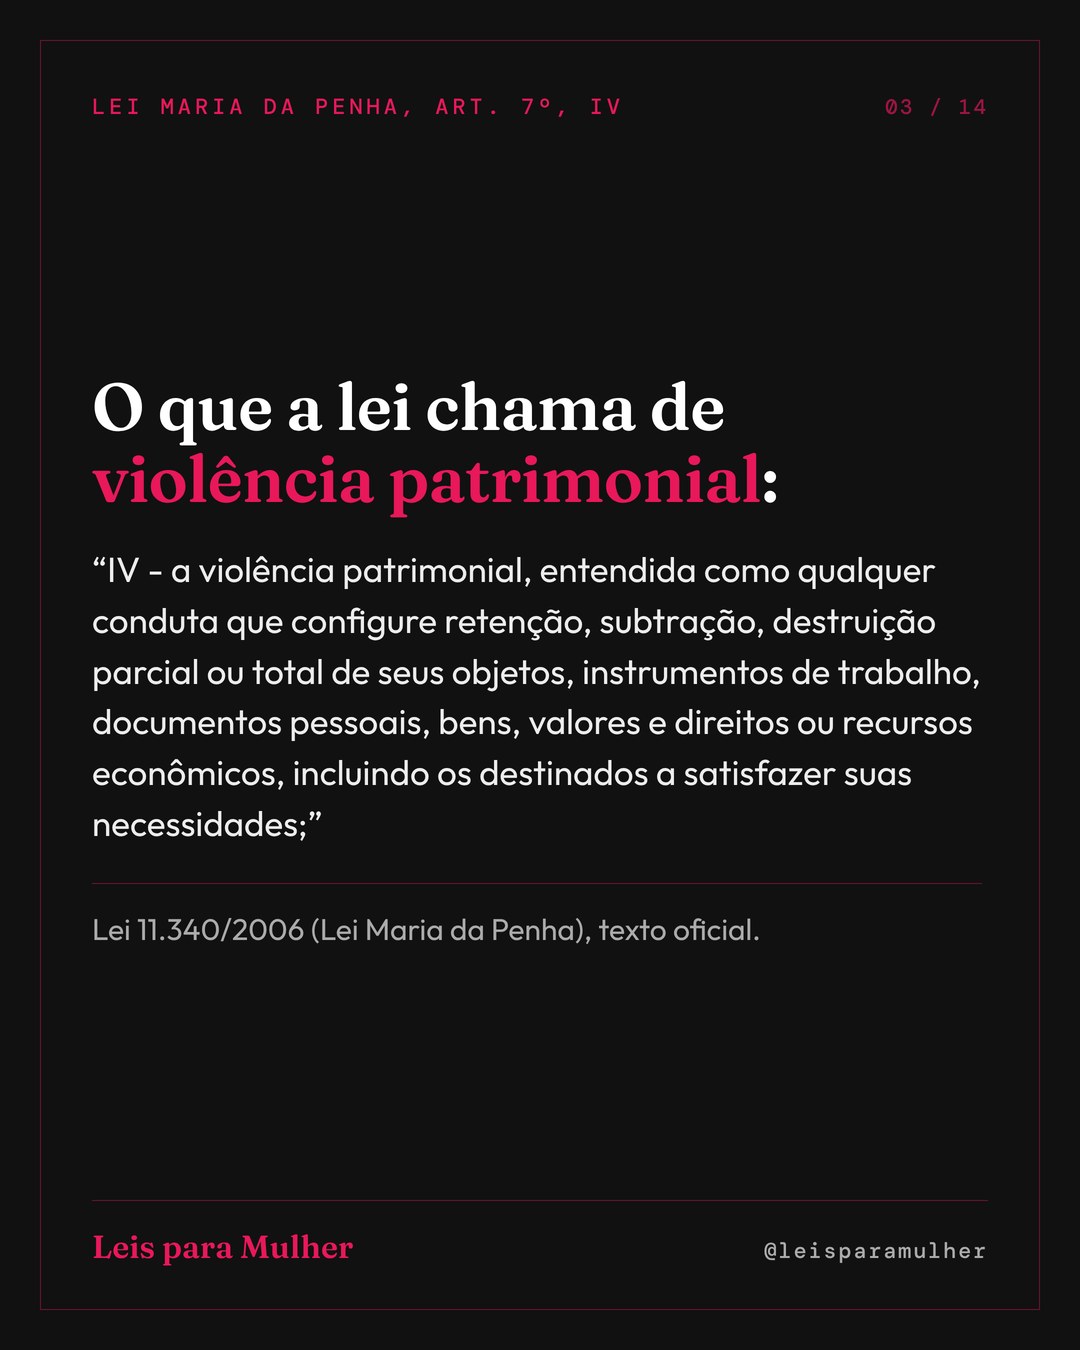 LEI MARIA DA PENHA, ART. 7º, IV
03 / 14
O que a lei chama de
violência patrimonial:
“IV - a violência patrimonial, entendida como qualquer
conduta que configure retenção, subtração, destruição
parcial ou total de seus objetos, instrumentos de trabalho,
documentos pessoais, bens, valores e direitos ou recursos
econômicos, incluindo os destinados a satisfazer suas
necessidades;”
Lei 11.340/2006 (Lei Maria da Penha), texto oficial.
Leis para Mulher
@leisparamulher